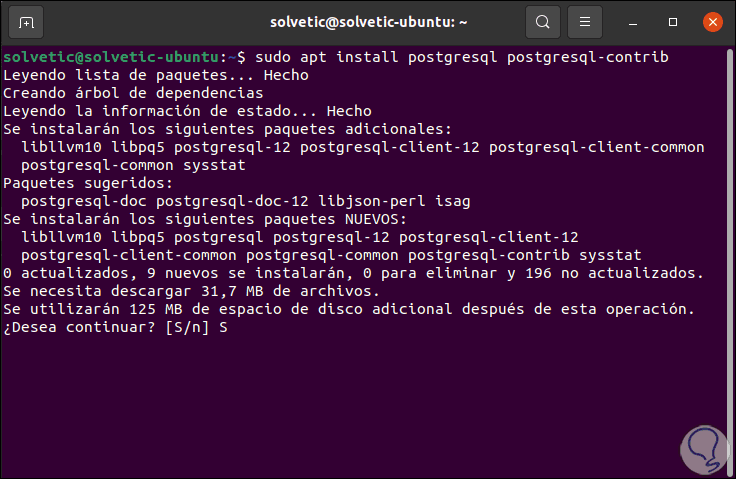 solvetic@solvetic-ubuntu: ~
solvetic@solvetic-ubuntu:~$ sudo apt install postgresql postgresql-contrib
Leyendo lista de paquetes... Hecho
Creando árbol de dependencias
Leyendo la información de estado... Hecho
Se instalarán los siguientes paquetes adicionales:
  libllvm10 libpq5 postgresql-12 postgresql-client-12 postgresql-client-common
  postgresql-common sysstat
Paquetes sugeridos:
  postgresql-doc postgresql-doc-12 libjson-perl isag
Se instalarán los siguientes paquetes NUEVOS:
  libllvm10 libpq5 postgresql postgresql-12 postgresql-client-12
  postgresql-client-common postgresql-common postgresql-contrib sysstat
0 actualizados, 9 nuevos se instalarán, 0 para eliminar y 196 no actualizados.
Se necesita descargar 31,7 MB de archivos.
Se utilizarán 125 MB de espacio de disco adicional después de esta operación.
¿Desea continuar? [S/n] S